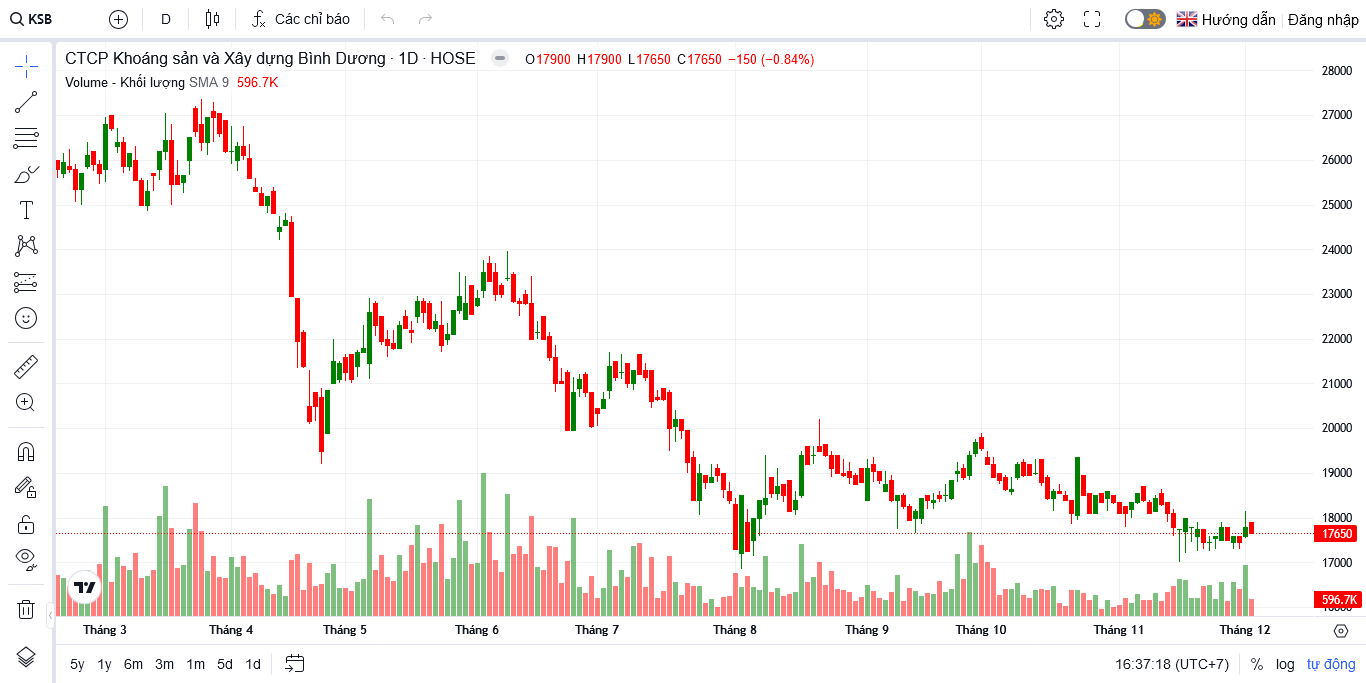 KSB D Các chỉ báo Hướng dẫn Đăng nhập
CTCP Khoáng sản và Xây dựng Bình Dương · 1D · HOSE O17900 H17900 L17650 C17650 −150 (−0.84%)
Volume - Khối lượng SMA 9 596.7K
28000
27000
26000
25000
24000
23000
22000
21000
20000
19000
18000
17650
17000
596.7K
Tháng 3 Tháng 4 Tháng 5 Tháng 6 Tháng 7 Tháng 8 Tháng 9 Tháng 10 Tháng 11 Tháng 12
5y 1y 6m 3m 1m 5d 1d 16:37:18 (UTC+7) % log tự động